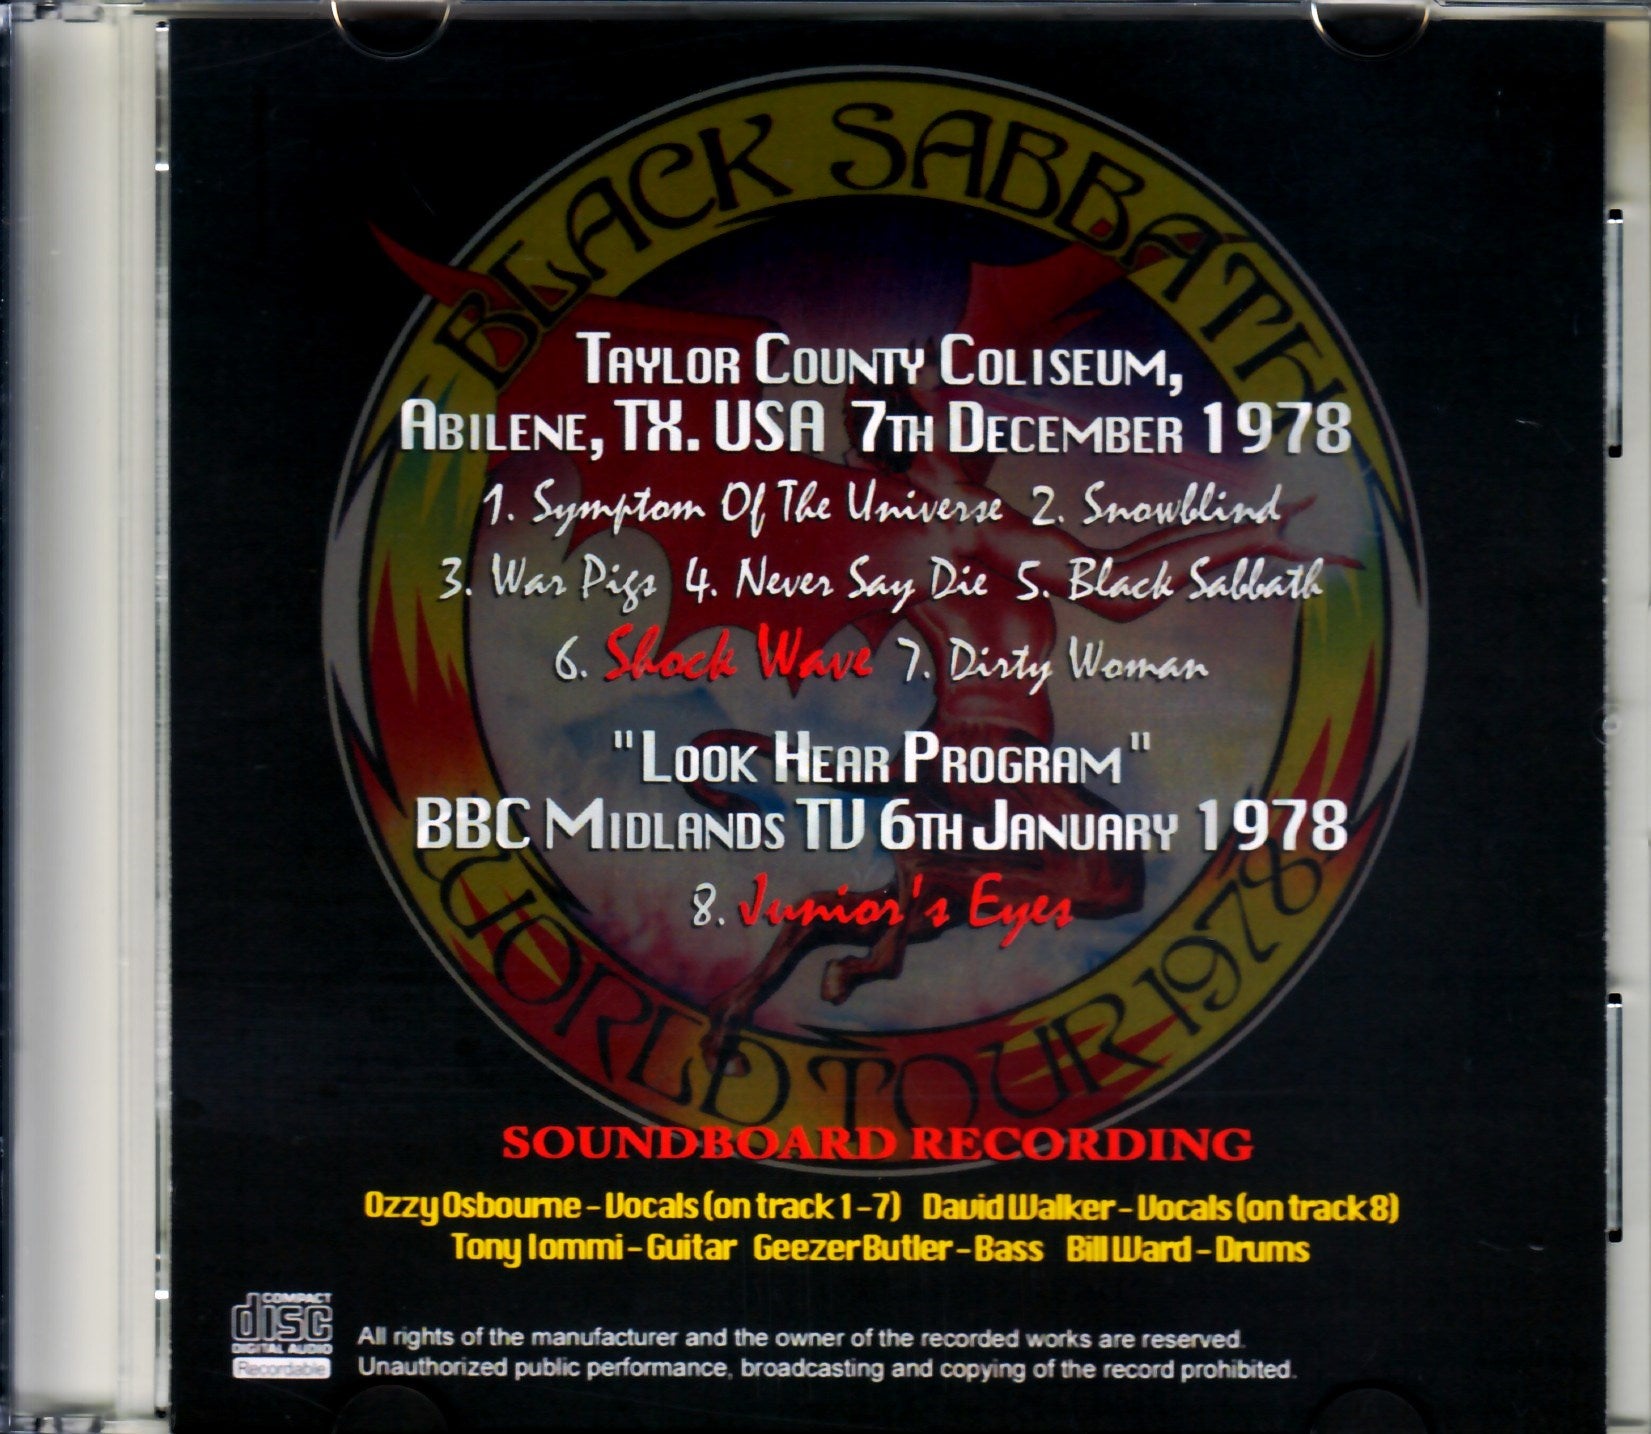 BLACK SABBATH
TAYLOR COUNTY COLISEUM,
ABILENE, TX. USA 7TH DECEMBER 1978
1. Symptom Of The Universe 2. Snowblind
3. War Pigs 4. Never Say Die 5. Black Sabbath
6. Shock Wave 7. Dirty Woman
"LOOK HEAR PROGRAM"
BBC MIDLANDS TV 6TH JANUARY 1978
8. Junior's Eyes
WORLD TOUR 1978
SOUNDBOARD RECORDING
Ozzy Osbourne - Vocals (on track 1-7) David Walker - Vocals (on track 8)
Tony Iommi - Guitar Geezer Butler - Bass Bill Ward - Drums
COMPACT
disc
DIGITAL AUDIO
Recordable
All rights of the manufacturer and the owner of the recorded works are reserved.
Unauthorized public performance, broadcasting and copying of the record prohibited.